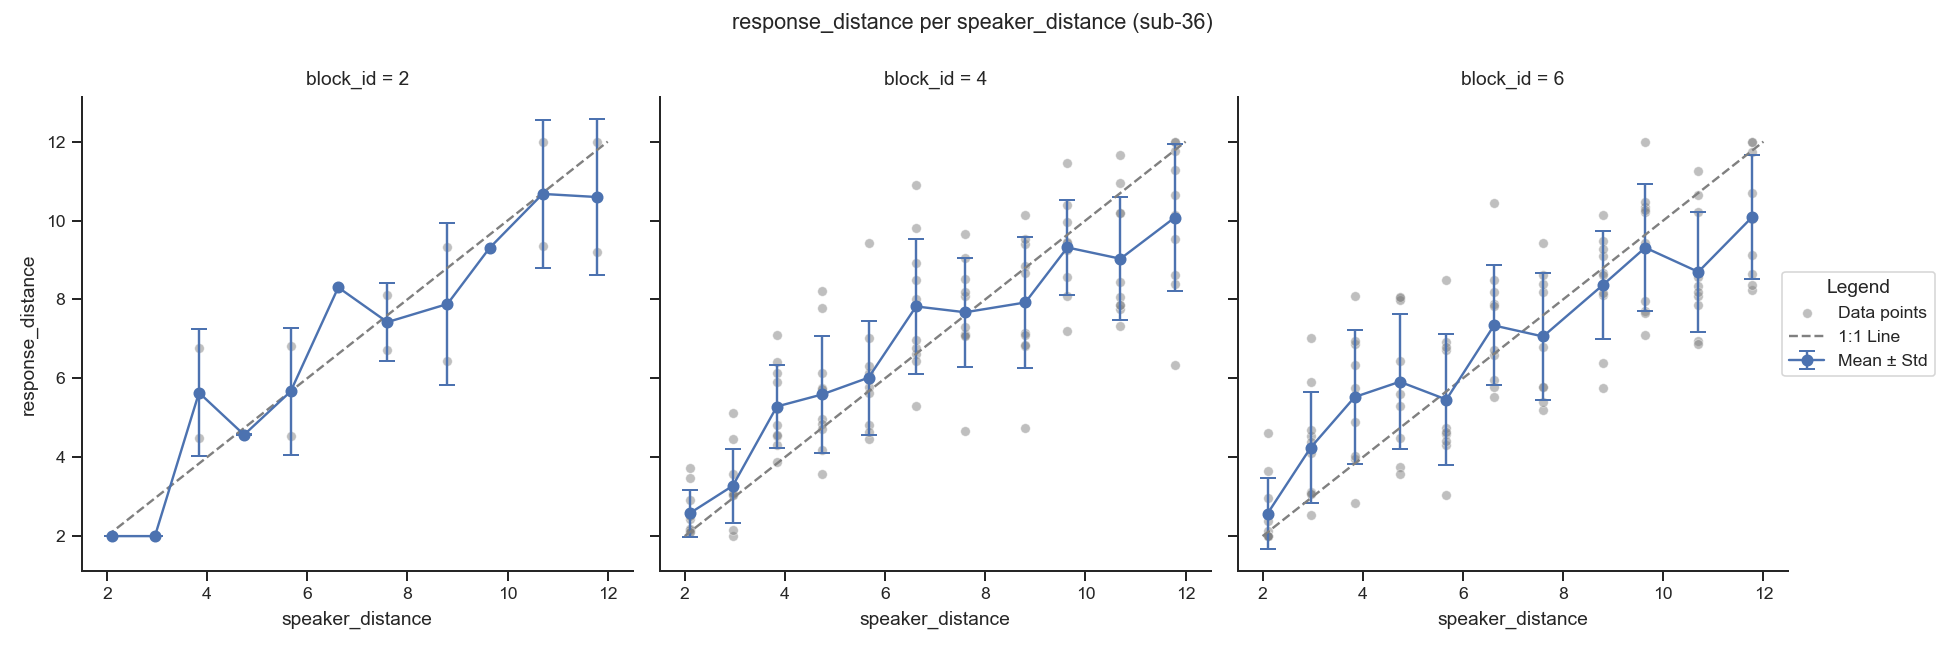 response_distance per speaker_distance (sub-36)
block_id = 2
block_id = 4
block_id = 6
response_distance
12
10
8
6
4
2
2 4 6 8 10 12
2 4 6 8 10 12
2 4 6 8 10 12
speaker_distance
speaker_distance
speaker_distance
Legend
Data points
1:1 Line
Mean ± Std